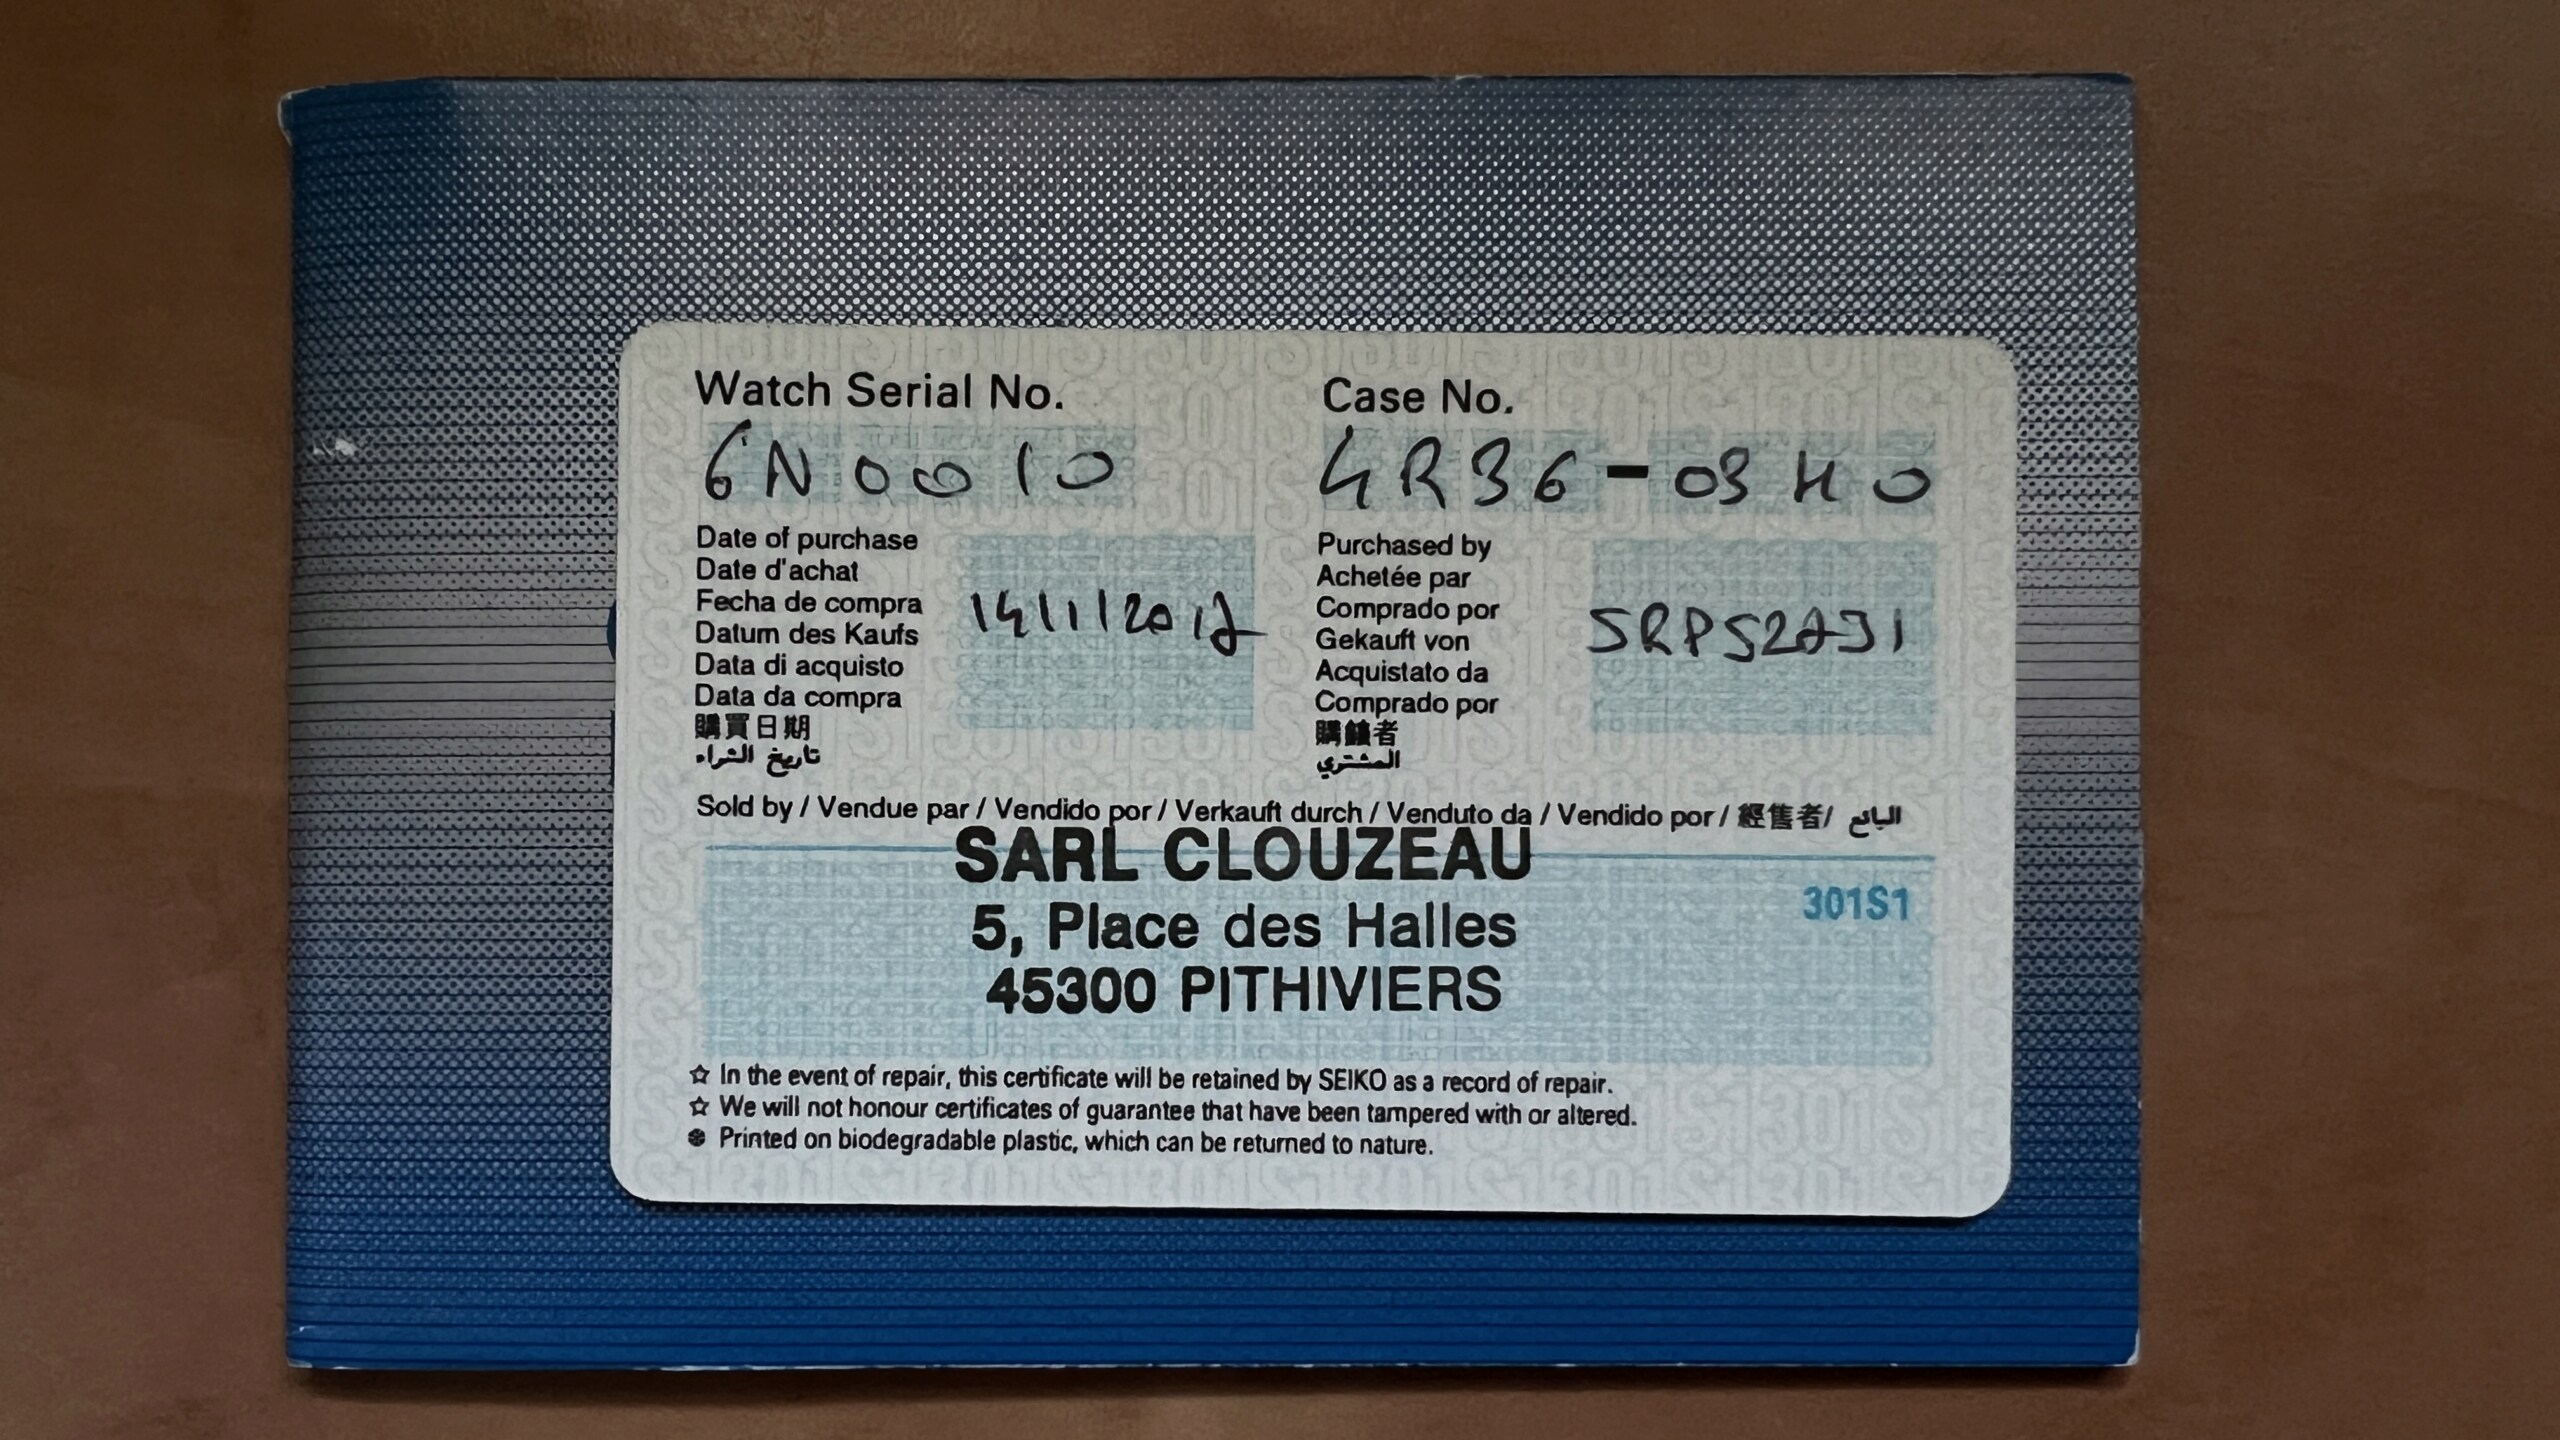 Watch Serial No.
6N0010
Case No.
4R36-03H0
Date of purchase
Date d'achat
Fecha de compra
Datum des Kaufs
Data di acquisto
Data da compra
購買日期
تاريخ الشراء
14/1/2017
Purchased by
Achetée par
Comprado por
Gekauft von
Acquistato da
Comprado por
المشتري
SRP527J1
Sold by / Vendue par / Vendido por / Verkauft durch / Venduto da / Vendido por / 經售者/ البائع
SARL CLOUZEAU
5, Place des Halles
45300 PITHIVIERS
301S1
☆ In the event of repair, this certificate will be retained by SEIKO as a record of repair.
☆ We will not honour certificates of guarantee that have been tampered with or altered.
Printed on biodegradable plastic, which can be returned to nature.